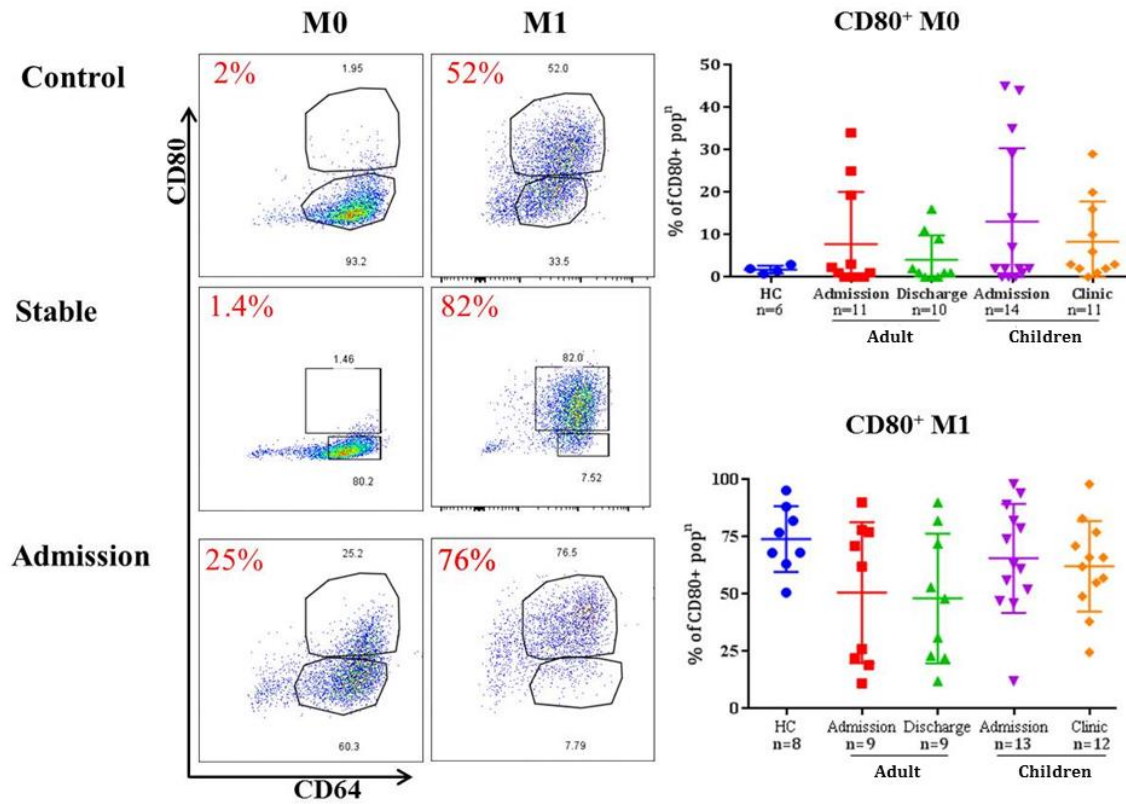 M0
M1
Control
2%
1.95
93.2
52%
52.0
33.5
CD80
Stable
1.4%
1.46
80.2
82%
82.0
7.52
Admission
25%
25.2
60.3
76%
76.5
7.79
CD64
CD80+ M0
% of CD80+ popⁿ
50
40
30
20
10
0
HC Admission Discharge Admission Clinic
n=6 n=11 n=10 n=14 n=11
Adult Children
CD80⁺ M1
% of CD80+ popⁿ
100
75
50
25
0
HC Admission Discharge Admission Clinic
n=8 n=9 n=9 n=13 n=12
Adult Children